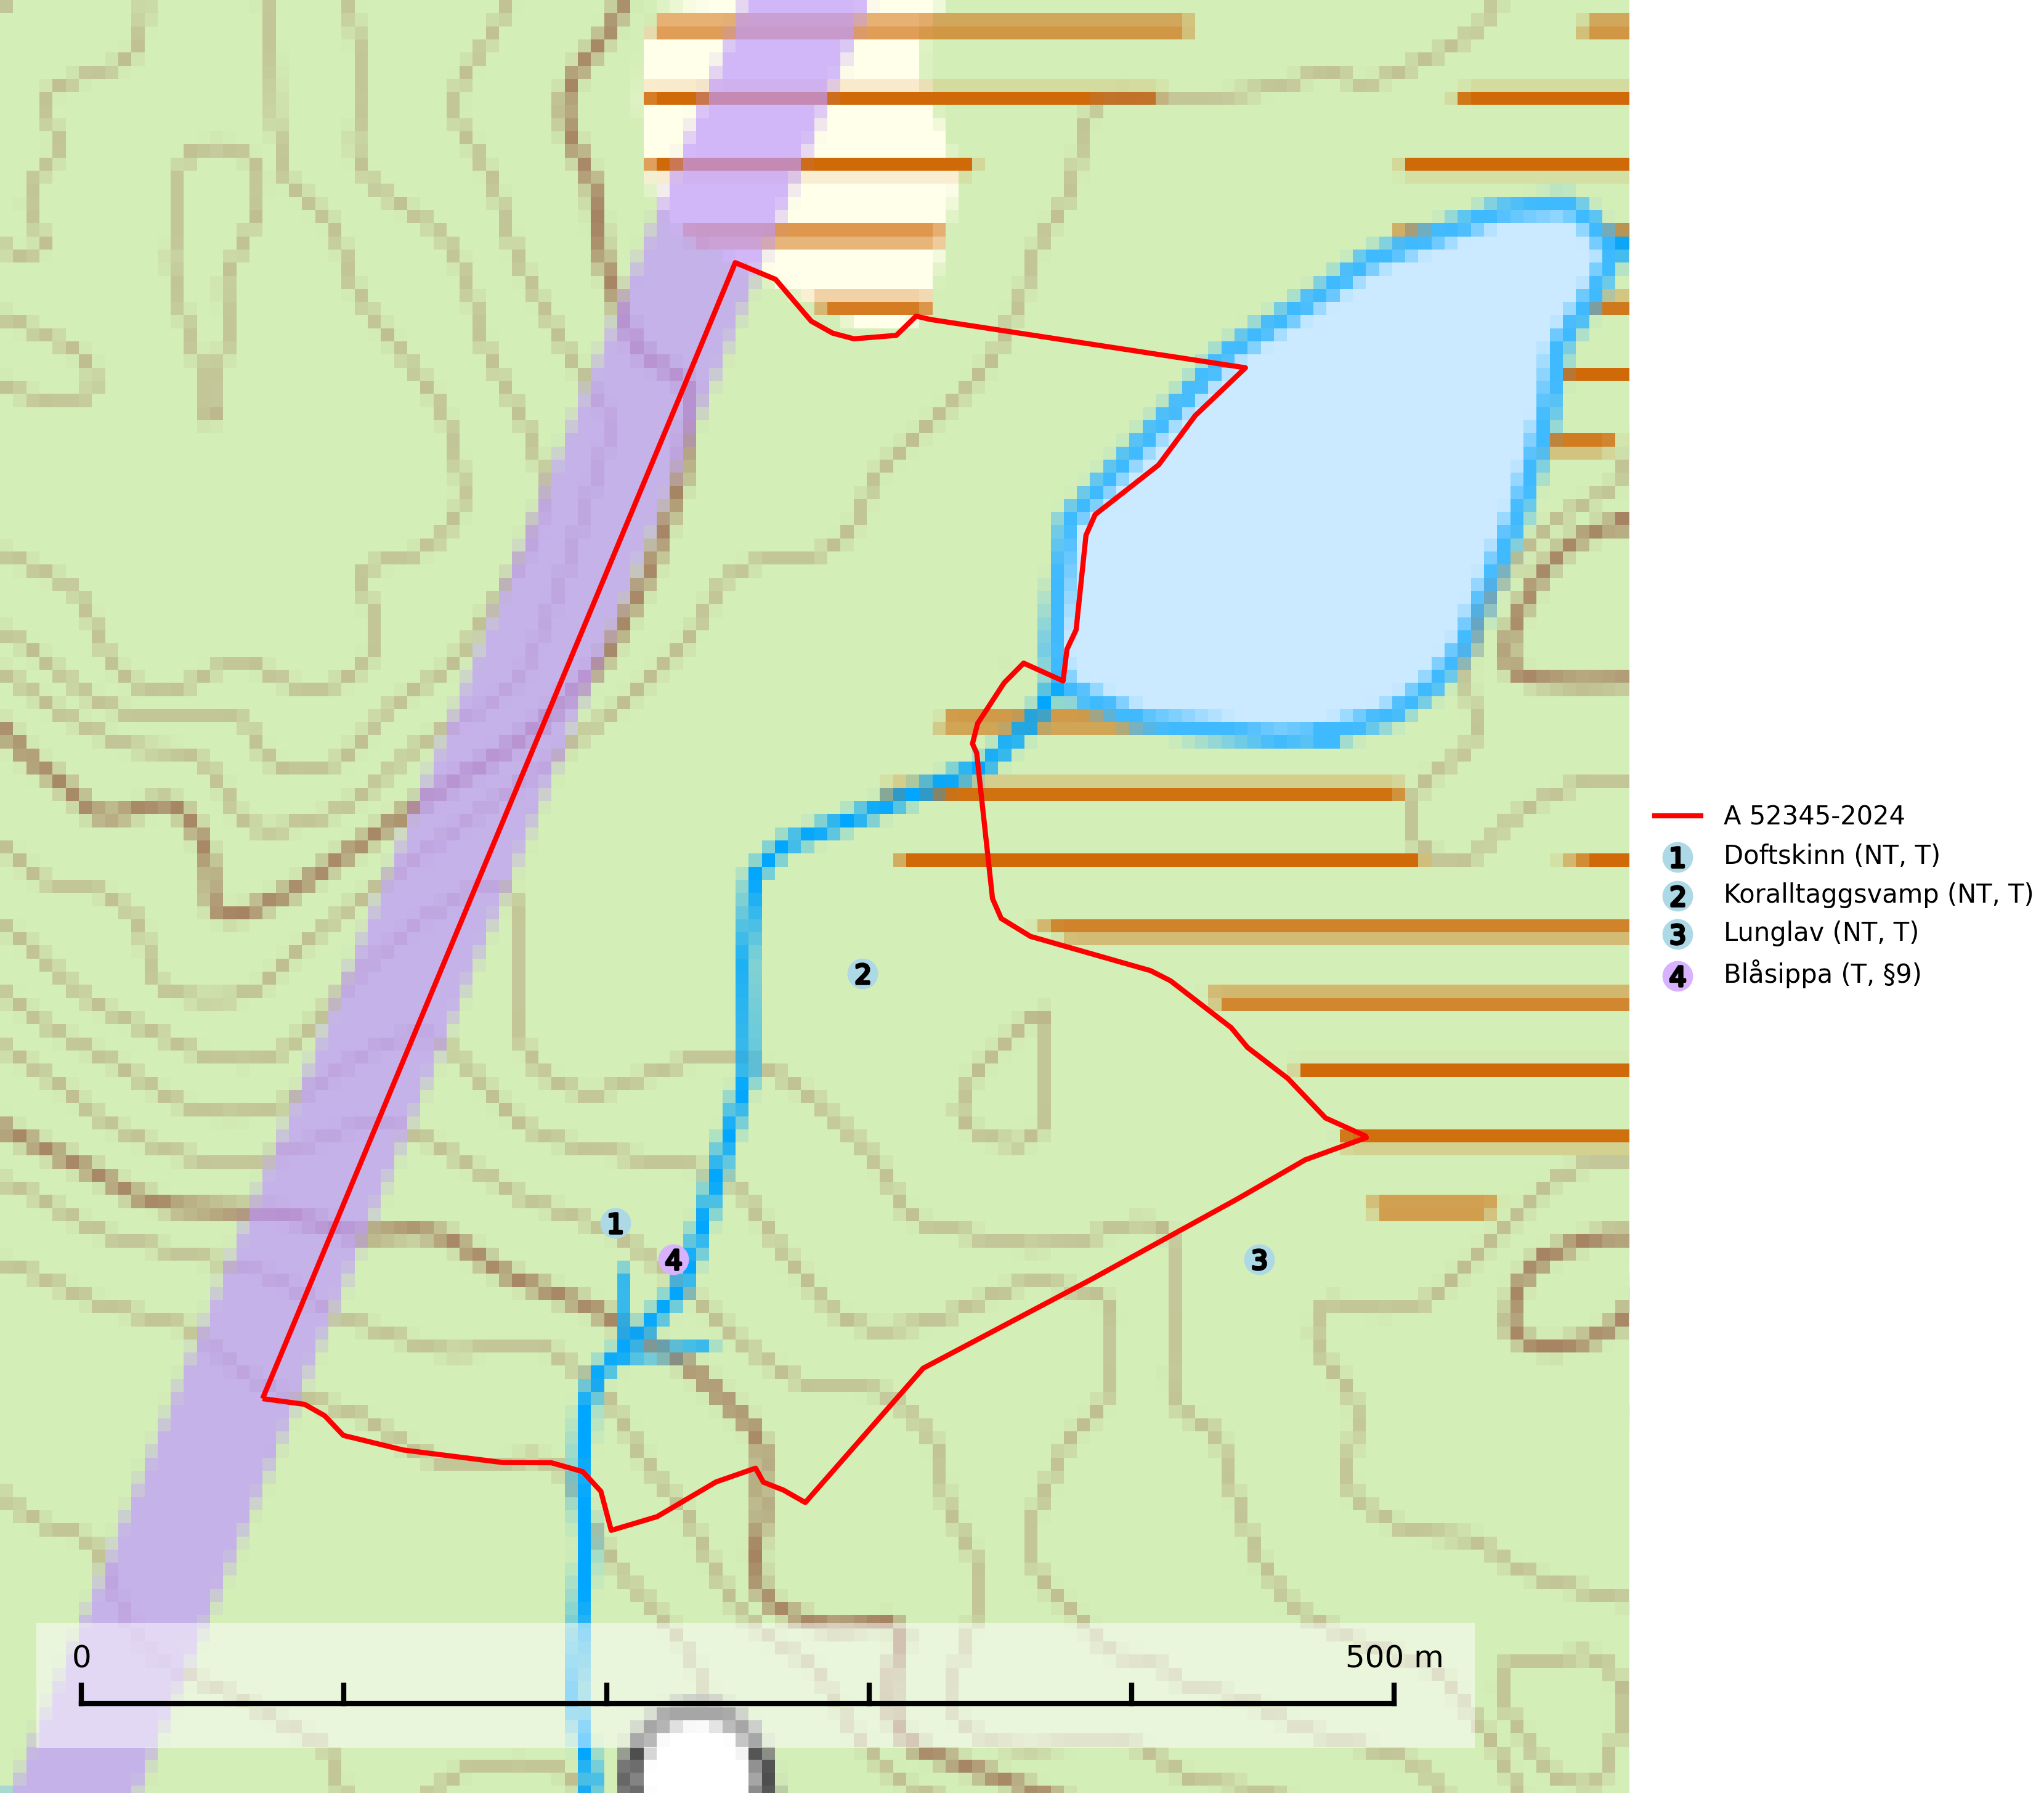 A 52345-2024
1 Doftskinn (NT, T)
2 Koralltaggsvamp (NT, T)
3 Lunglav (NT, T)
4 Blåsippa (T, §9)
2
1
4
3
0 500 m